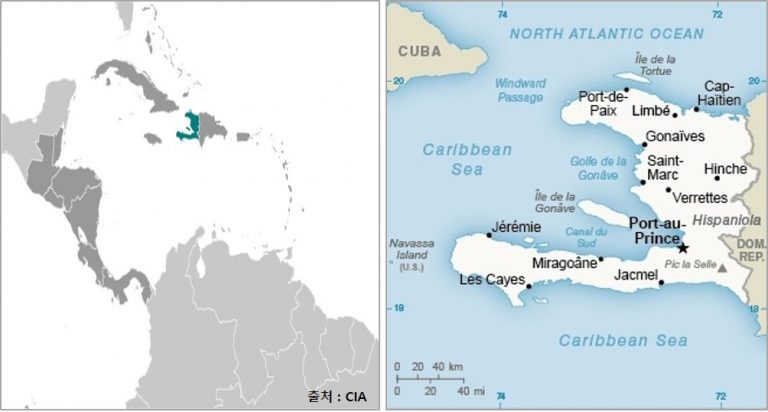 출처 : CIA
74
72
NORTH ATLANTIC OCEAN
CUBA
Île de la
Tortue
20
20
Windward
Passage
Port-de-
Paix
Limbé
Cap-
Haïtien
Gonaïves
Caribbean
Sea
Golfe de la
Gonâve
Saint-
Marc
Hinche
Verrettes
Île de la
Gonâve
Hispaniola
Port-au-
Prince
Jérémie
Canal du
Sud
DOM.
REP.
Navassa
Island
(U.S.)
Miragoâne
Pic la Selle
Les Cayes
Jacmel
19
19
Caribbean Sea
0 20 40 km
0 20 40 mi
74
72